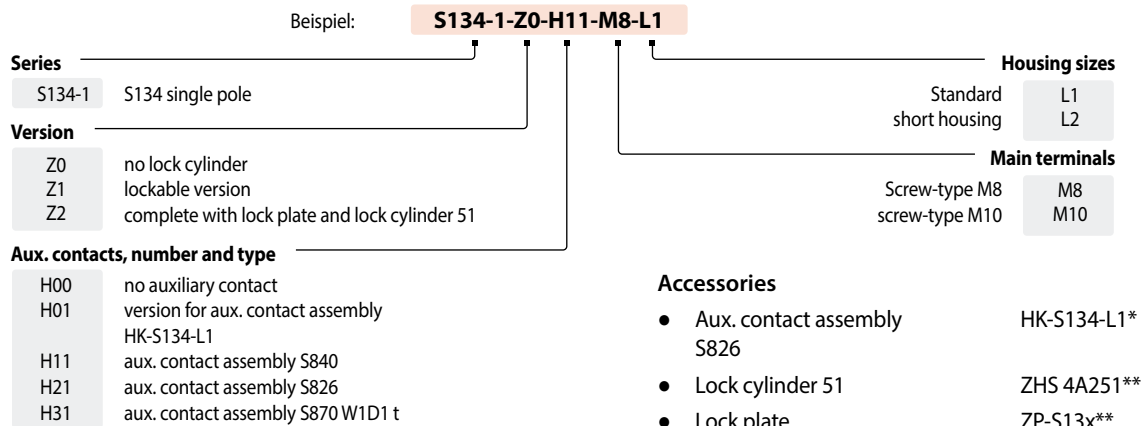 Beispiel: S134-1-Z0-H11-M8-L1
Series
S134-1 S134 single pole
Version
Z0 no lock cylinder
Z1 lockable version
Z2 complete with lock plate and lock cylinder 51
Aux. contacts, number and type
H00 no auxiliary contact
H01 version for aux. contact assembly
HK-S134-L1
H11 aux. contact assembly S840
H21 aux. contact assembly S826
H31 aux. contact assembly S870 W1D1 t
Housing sizes
Standard L1
short housing L2
Main terminals
Screw-type M8 M8
screw-type M10 M10
Accessories
● Aux. contact assembly HK-S134-L1*
S826
● Lock cylinder 51 ZHS 4A251**
● Lock plate ZP-S13x**